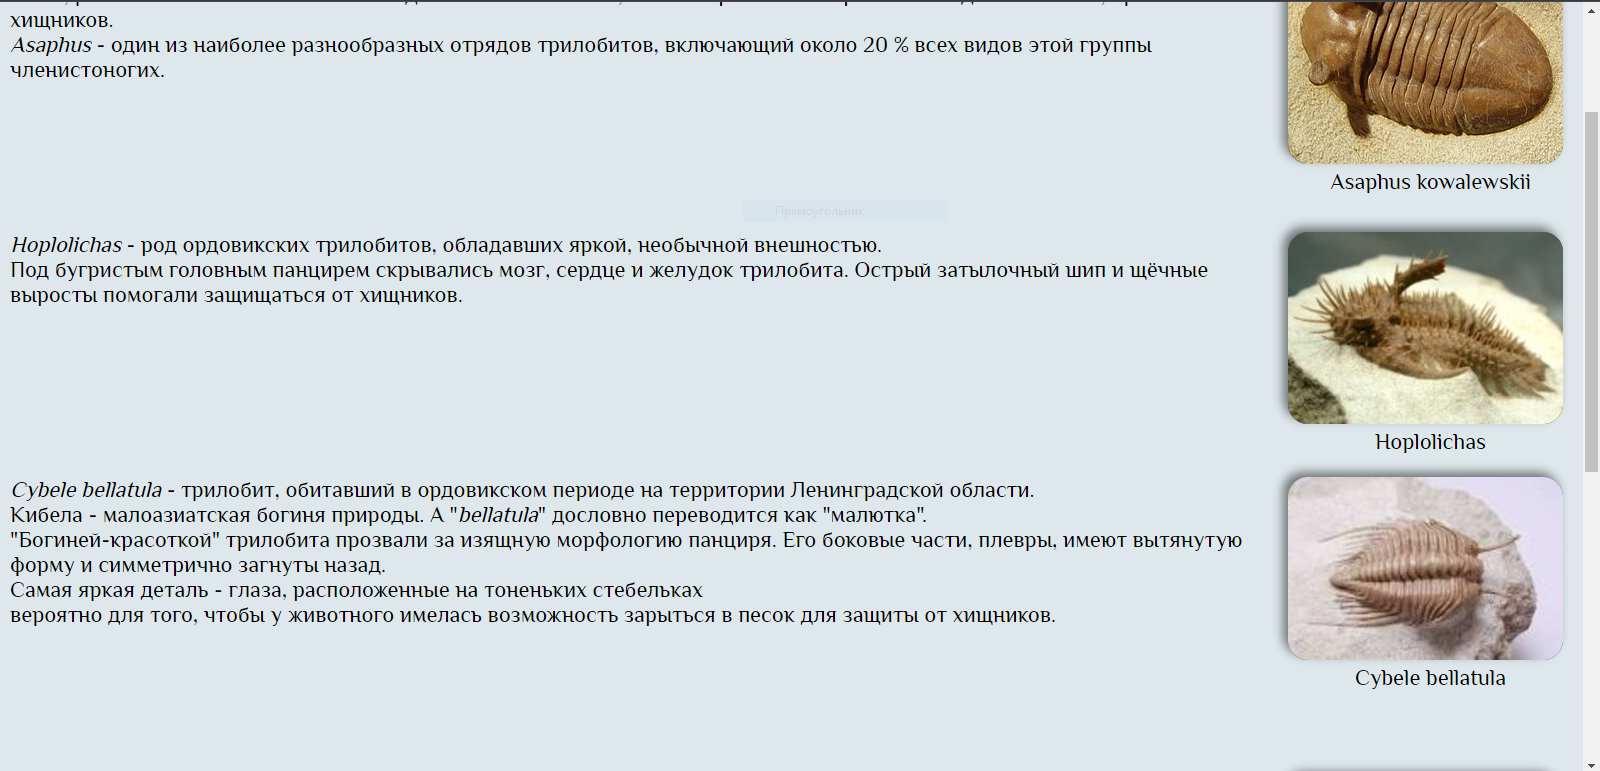 хищников.
Asaphus - один из наиболее разнообразных отрядов трилобитов, включающий около 20 % всех видов этой группы
членистоногих.
Asaphus kowalewskii
Прямоугольник
Hoplolichas - род ордовикских трилобитов, обладавших яркой, необычной внешностью.
Под бугристым головным панцирем скрывались мозг, сердце и желудок трилобита. Острый затылочный шип и щёчные
выросты помогали защищаться от хищников.
Hoplolichas
Cybele bellatula - трилобит, обитавший в ордовикском периоде на территории Ленинградской области.
Кибела - малоазиатская богиня природы. А "bellatula" дословно переводится как "малютка".
"Богиней-красоткой" трилобита прозвали за изящную морфологию панциря. Его боковые части, плевры, имеют вытянутую
форму и симметрично загнуты назад.
Самая яркая деталь - глаза, расположенные на тоненьких стебельках
вероятно для того, чтобы у животного имелась возможность зарыться в песок для защиты от хищников.
Cybele bellatula